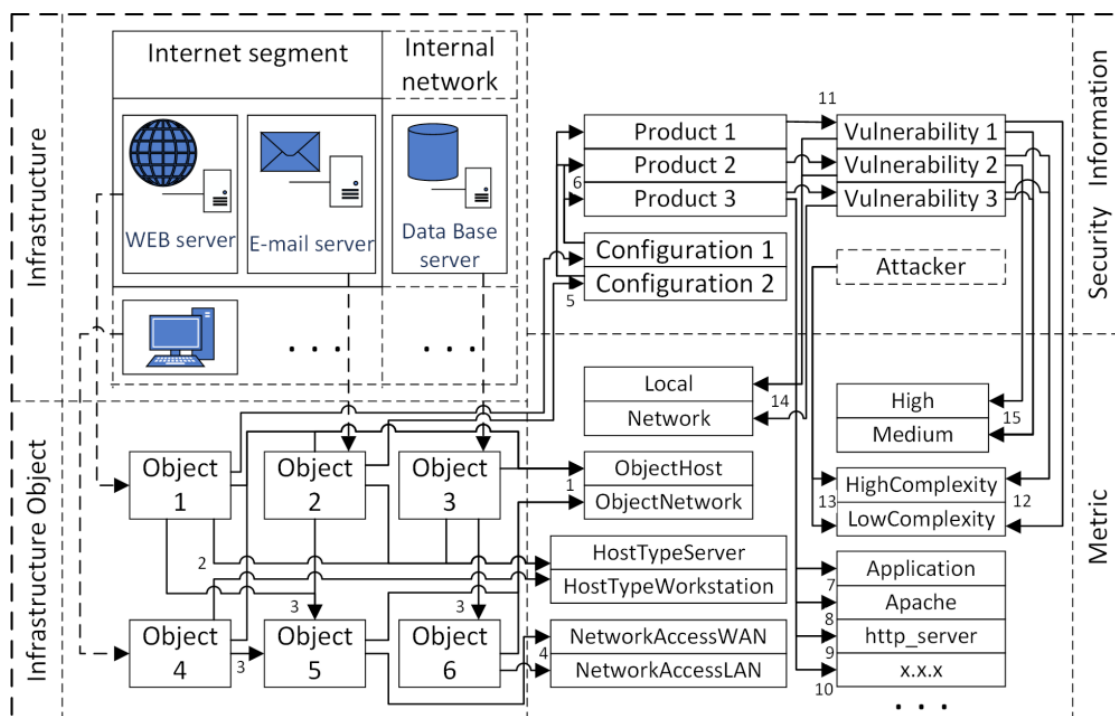 Infrastructure
Internet segment
Internal
network
WEB server
E-mail server
Data Base
server
. . .
. . .
Security Information
11
Product 1
Product 2
Product 3
6
Configuration 1
Configuration 2
5
Vulnerability 1
Vulnerability 2
Vulnerability 3
Attacker
Infrastructure Object
Object
1
Object
2
Object
3
2
3
3
Object
4
3
Object
5
Object
6
Metric
Local
Network
14
High
Medium
15
ObjectHost
ObjectNetwork
1
HighComplexity
LowComplexity
13
12
HostTypeServer
HostTypeWorkstation
NetworkAccessWAN
NetworkAccessLAN
4
Application
7
Apache
8
http_server
9
x.x.x
10
. . .